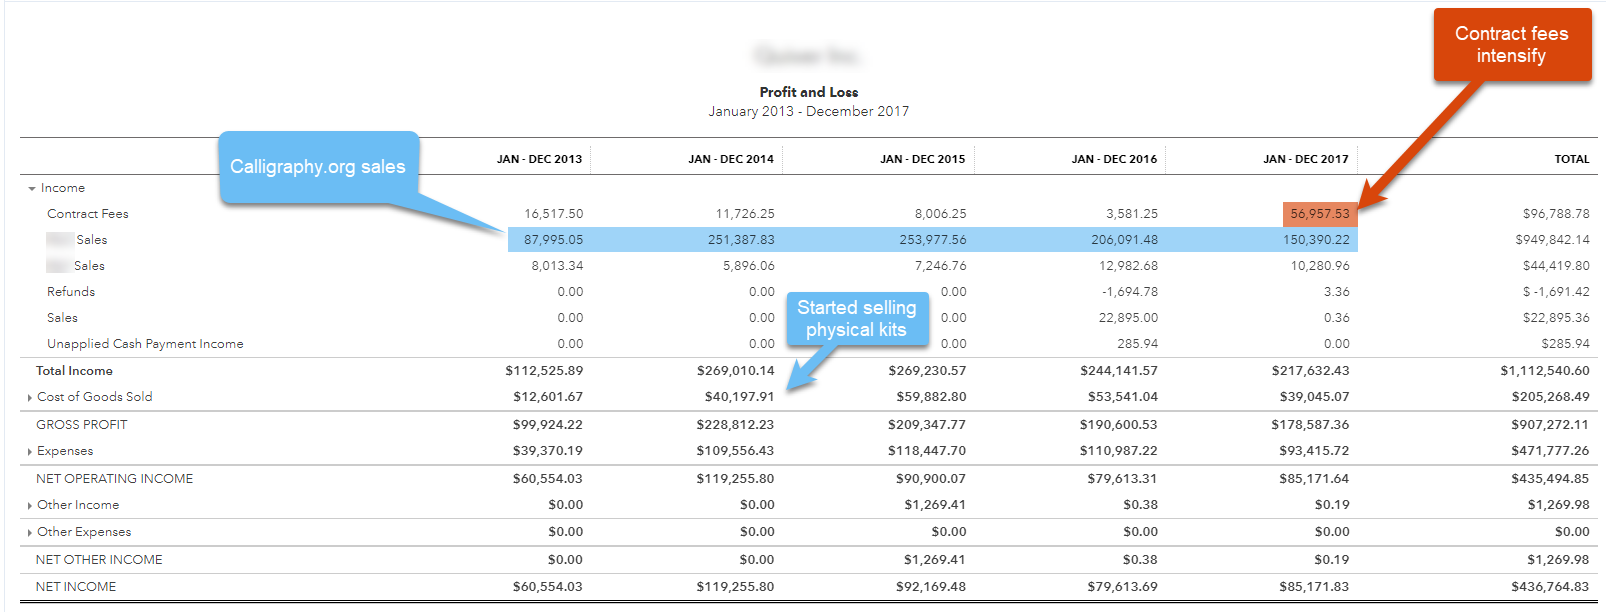 Contract fees
intensify
Profit and Loss
January 2013 - December 2017
Calligraphy.org sales
JAN - DEC 2013 JAN - DEC 2014 JAN - DEC 2015 JAN - DEC 2016 JAN - DEC 2017 TOTAL
Income
Contract Fees 16,517.50 11,726.25 8,006.25 3,581.25 56,957.53 $96,788.78
Sales 87,995.05 251,387.83 253,977.56 206,091.48 150,390.22 $949,842.14
Sales 8,013.34 5,896.06 7,246.76 12,982.68 10,280.96 $44,419.80
Refunds 0.00 0.00 0.00 -1,694.78 3.36 $ -1,691.42
Started selling
physical kits
Sales 0.00 0.00 0.00 22,895.00 0.36 $22,895.36
Unapplied Cash Payment Income 0.00 0.00 0.00 285.94 0.00 $285.94
Total Income $112,525.89 $269,010.14 $269,230.57 $244,141.57 $217,632.43 $1,112,540.60
Cost of Goods Sold $12,601.67 $40,197.91 $59,882.80 $53,541.04 $39,045.07 $205,268.49
GROSS PROFIT $99,924.22 $228,812.23 $209,347.77 $190,600.53 $178,587.36 $907,272.11
Expenses $39,370.19 $109,556.43 $118,447.70 $110,987.22 $93,415.72 $471,777.26
NET OPERATING INCOME $60,554.03 $119,255.80 $90,900.07 $79,613.31 $85,171.64 $435,494.85
Other Income $0.00 $0.00 $1,269.41 $0.38 $0.19 $1,269.98
Other Expenses $0.00 $0.00 $0.00 $0.00 $0.00 $0.00
NET OTHER INCOME $0.00 $0.00 $1,269.41 $0.38 $0.19 $1,269.98
NET INCOME $60,554.03 $119,255.80 $92,169.48 $79,613.69 $85,171.83 $436,764.83